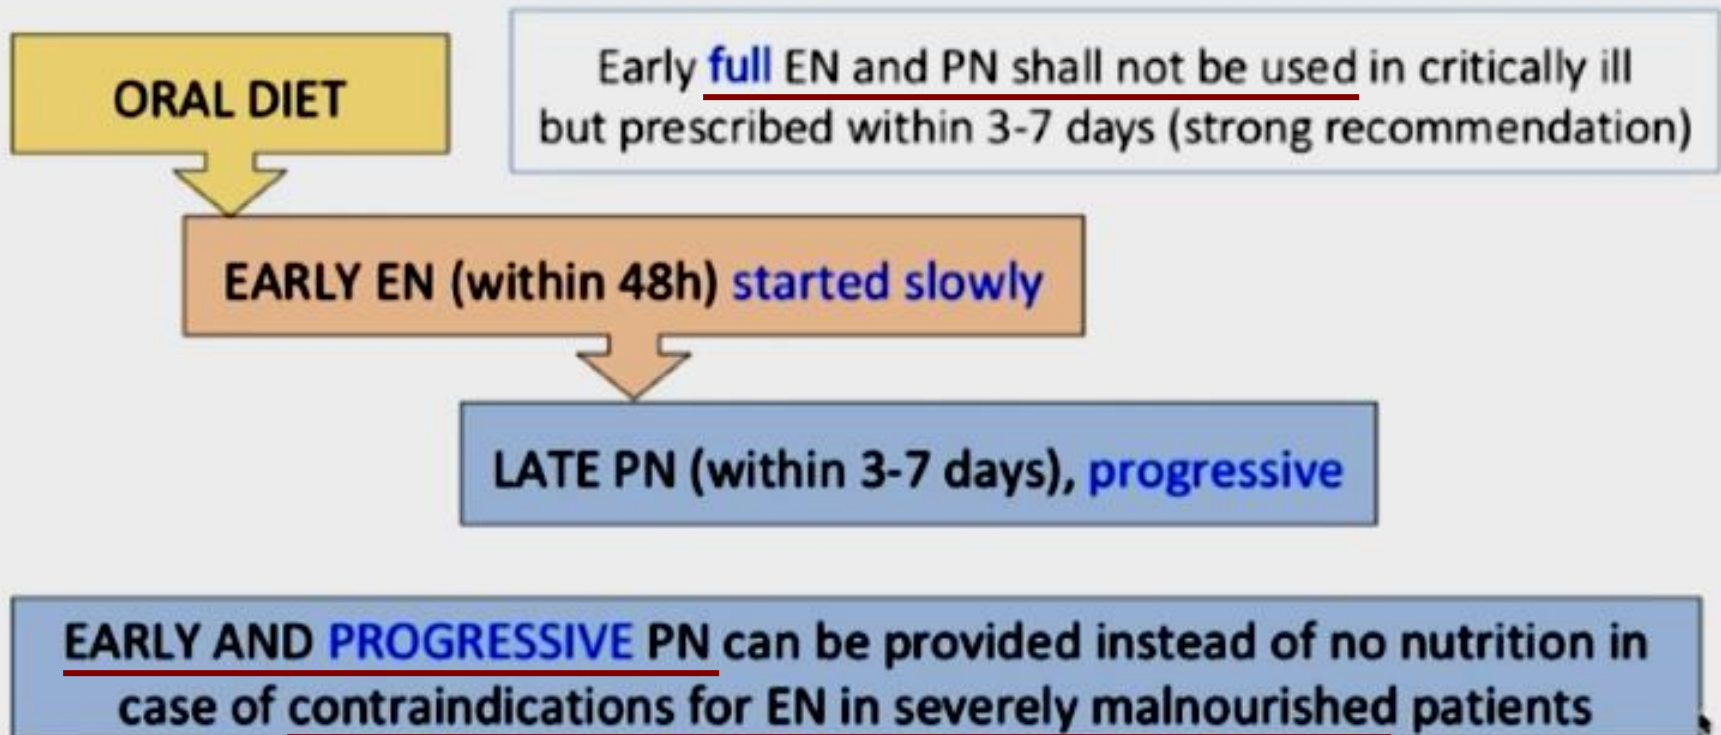 ORAL DIET
Early full EN and PN shall not be used in critically ill
but prescribed within 3-7 days (strong recommendation)
EARLY EN (within 48h) started slowly
LATE PN (within 3-7 days), progressive
EARLY AND PROGRESSIVE PN can be provided instead of no nutrition in
case of contraindications for EN in severely malnourished patients